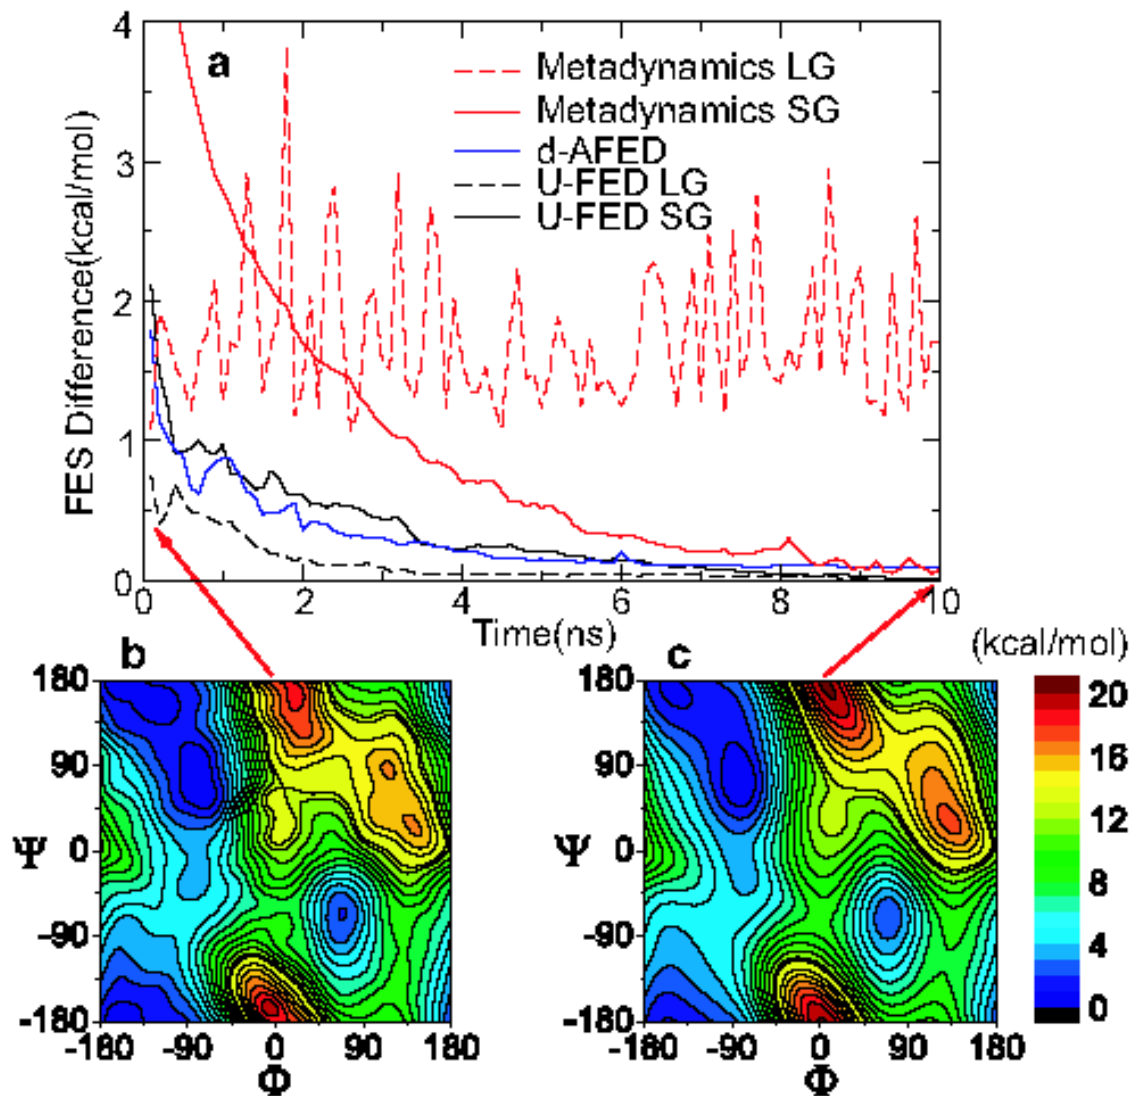 4
3
2
1
0
FES Difference(kcal/mol)
a
Metadynamics LG
Metadynamics SG
d-AFED
U-FED LG
U-FED SG
0 2 4 6 8 10
Time(ns)
b
180
90
0
-90
-180
Ψ
-180 -90 0 90 180
Φ
c
180
90
0
-90
-180
Ψ
-180 -90 0 90 180
Φ
(kcal/mol)
20
16
12
8
4
0